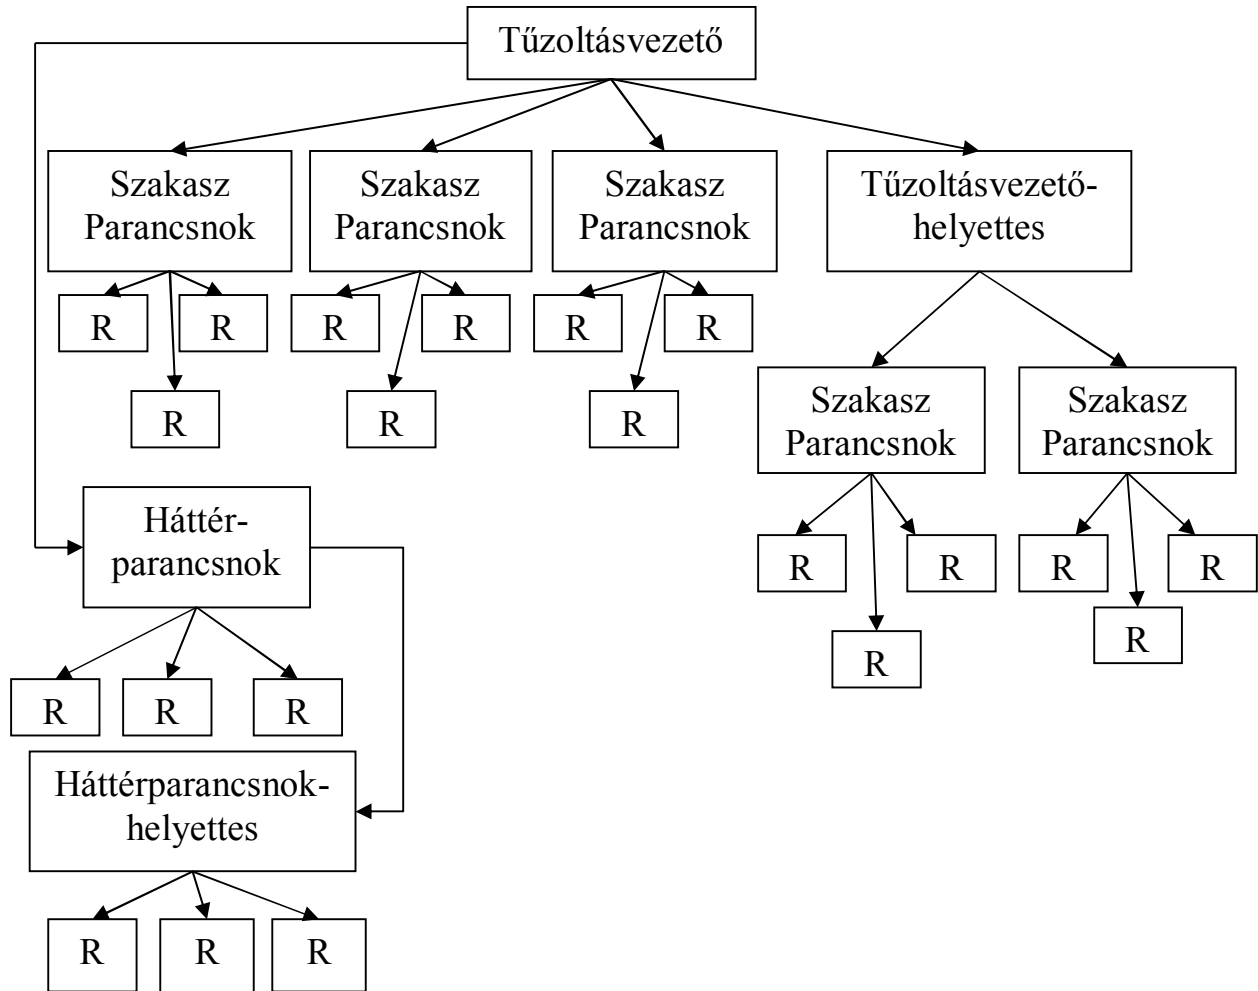 Tűzoltásvezető
Szakasz
Parancsnok
Szakasz
Parancsnok
Szakasz
Parancsnok
Tűzoltásvezető-
helyettes
R
R
R
R
R
R
R
R
R
Szakasz
Parancsnok
Szakasz
Parancsnok
R
R
R
R
R
R
Háttér-
parancsnok
R
R
R
Háttérparancsnok-
helyettes
R
R
R